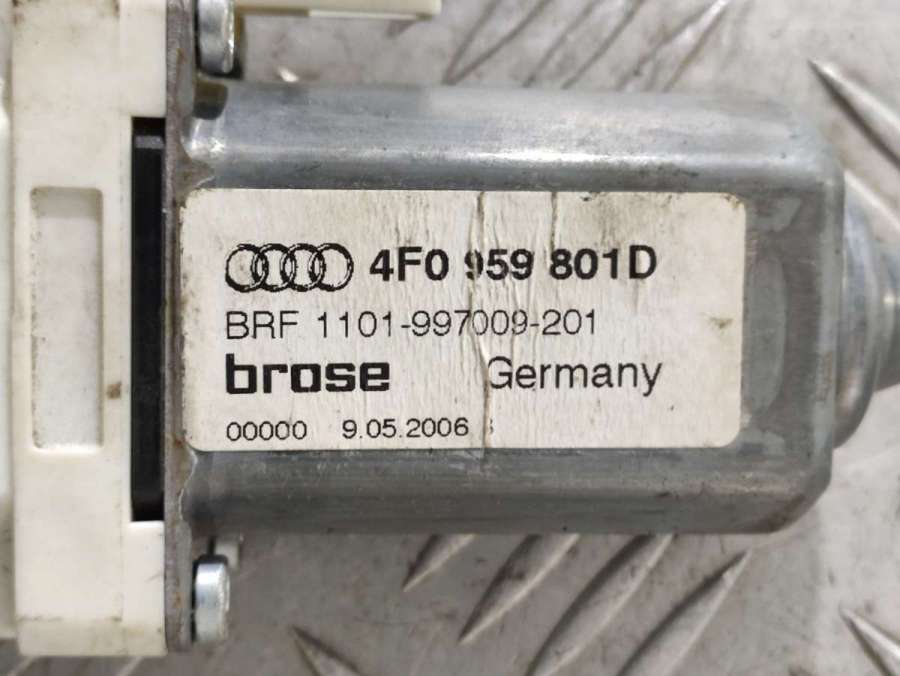 4F0 959 801D
BRF 1101-997009-201
brose Germany
00000 9.05.2006